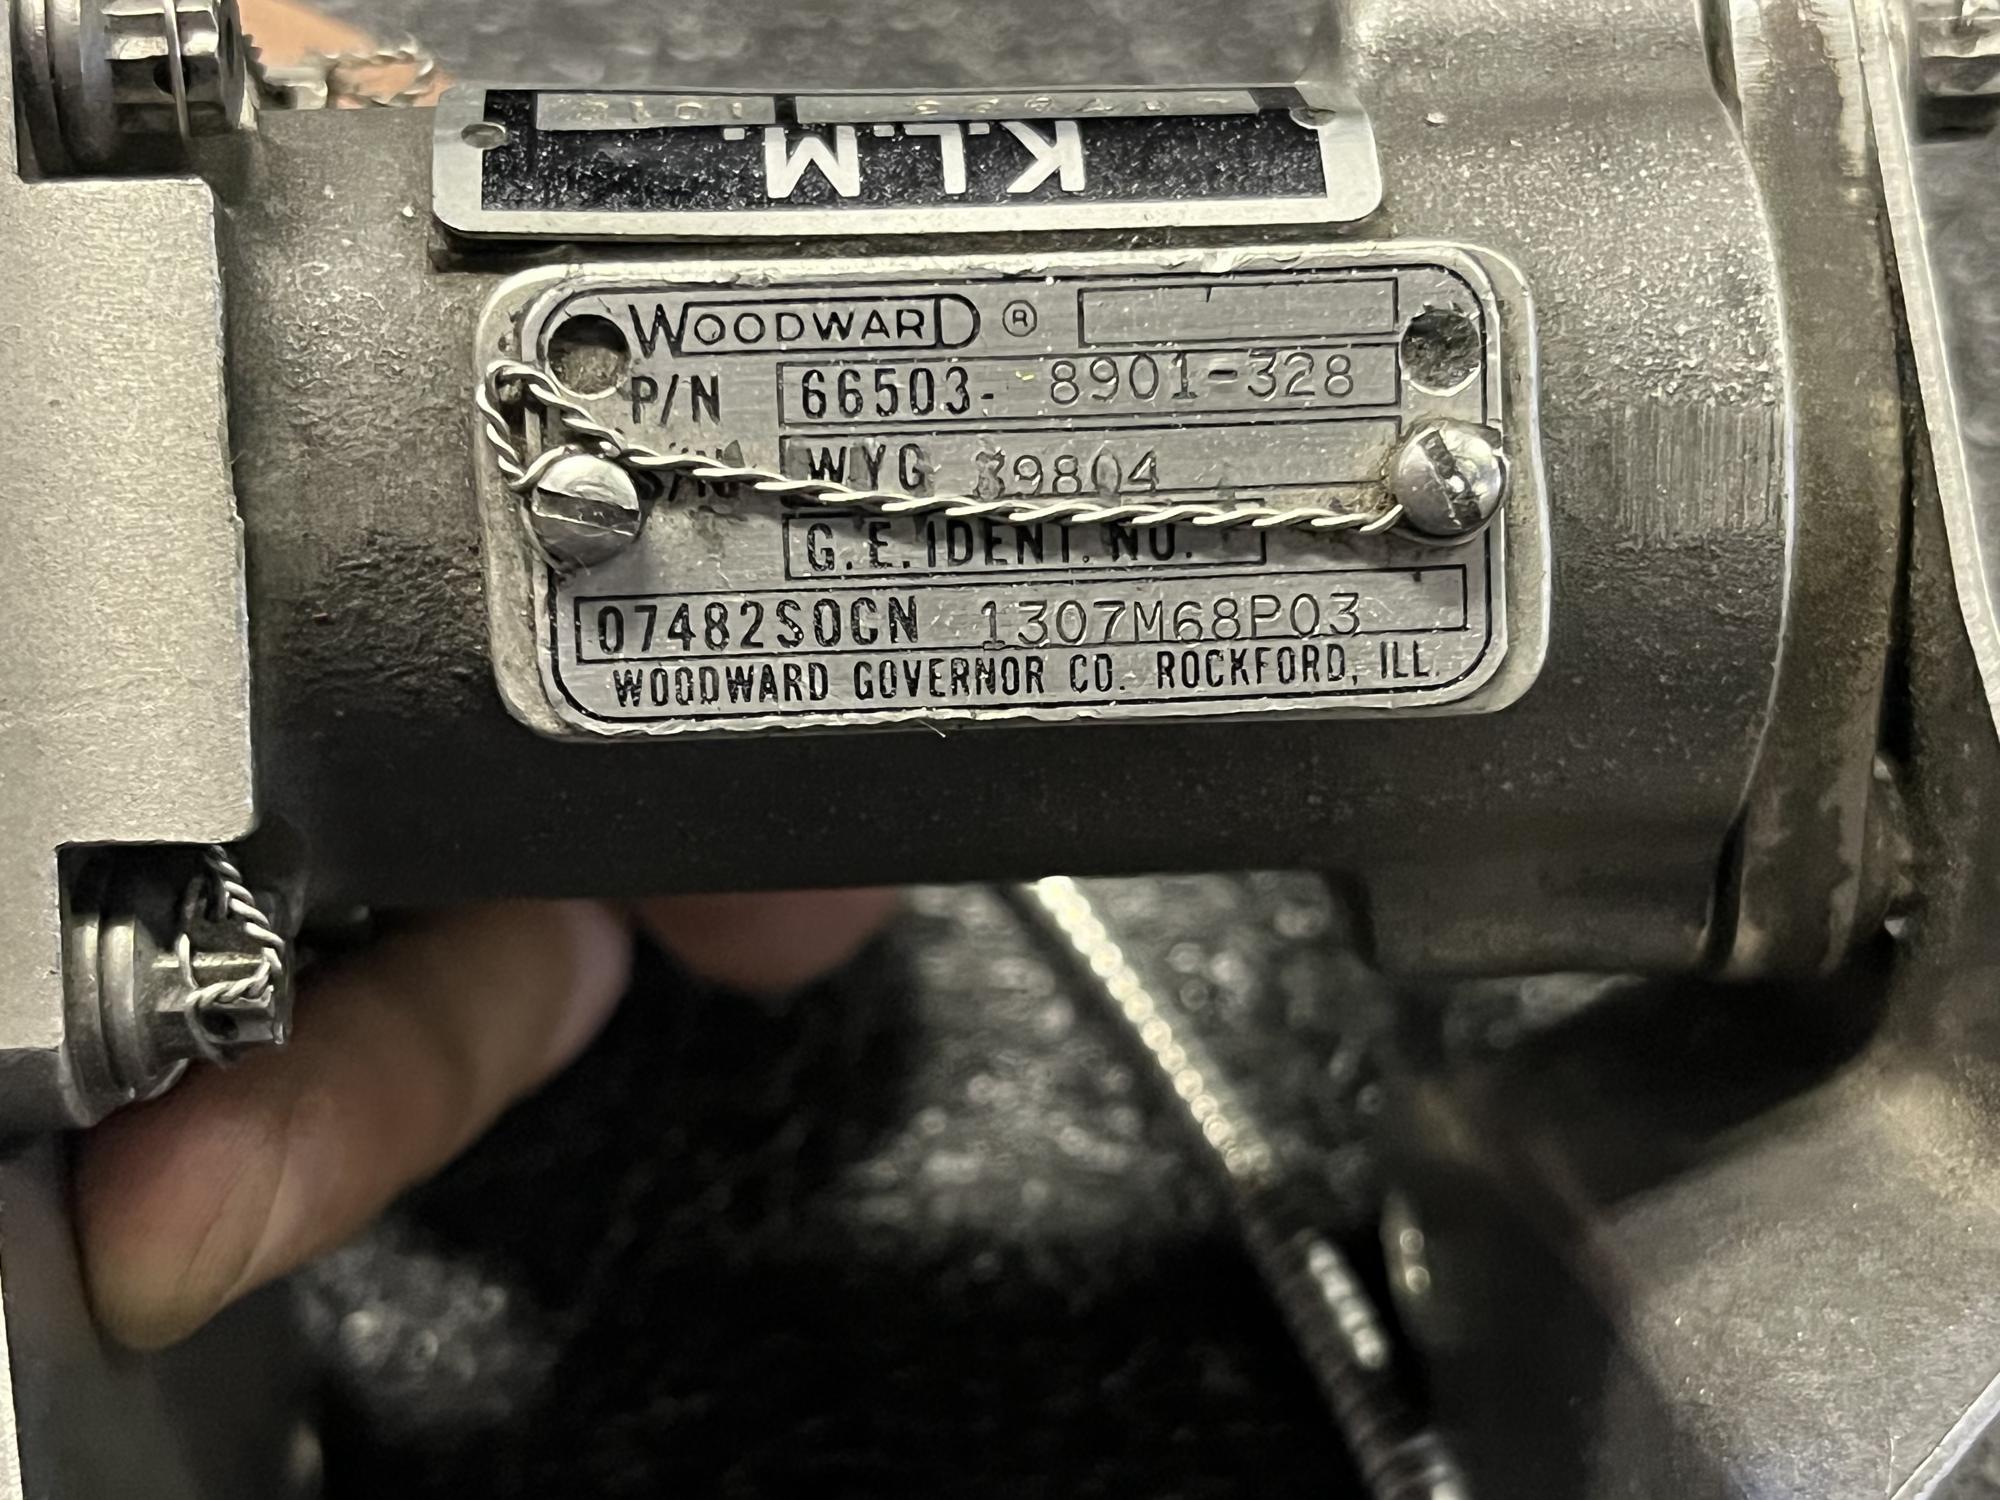 K.L.M.
WOODWARD ®
P/N 66503- 8901-328
S/N WYG 39804
G.E. IDENT. NO.
07482SOCN 1307M68P03
WOODWARD GOVERNOR CO. ROCKFORD, ILL.